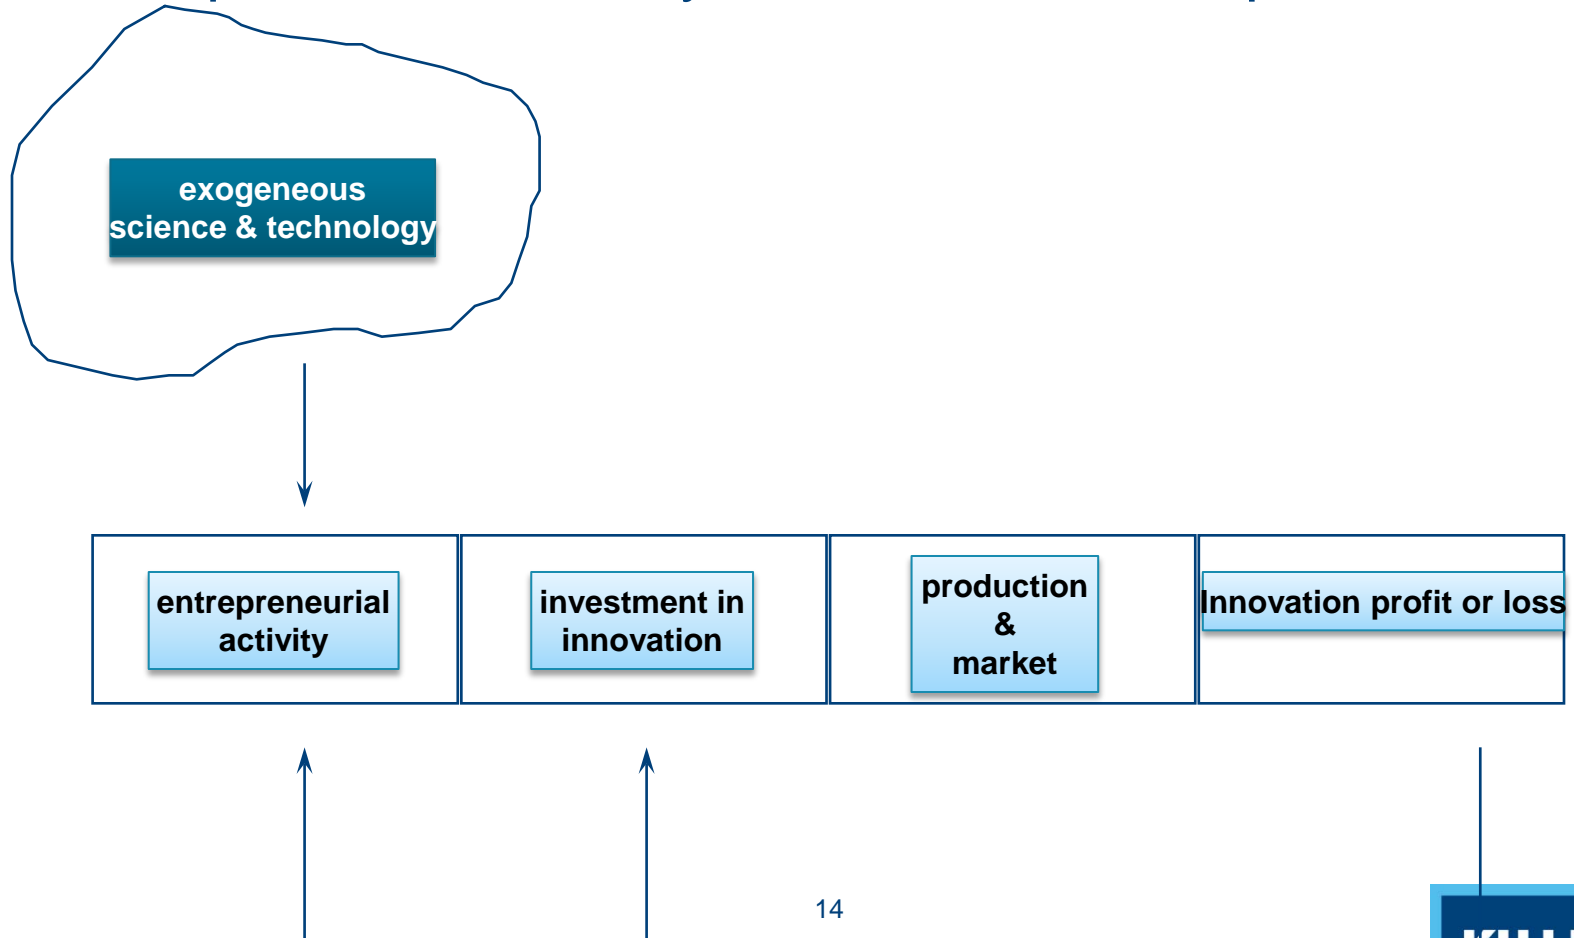 exogeneous
science & technology
entrepreneurial
activity
investment in
innovation
production
&
market
Innovation profit or loss
14